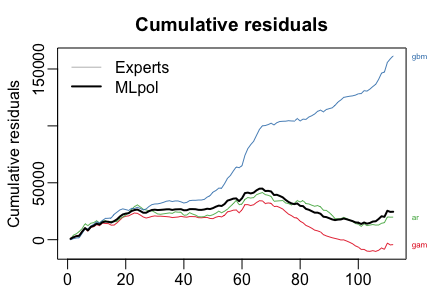 Cumulative residuals
Cumulative residuals
150000
50000
0
Experts
MLpol
gbm
ar
gam
0 20 40 60 80 100